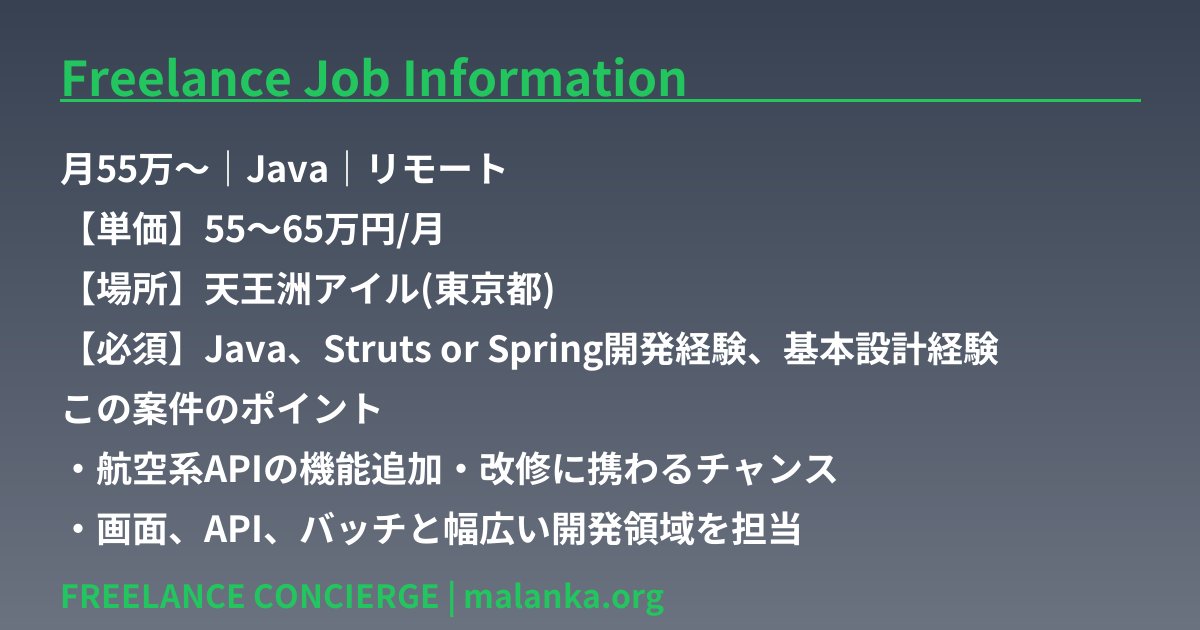 Freelance Job Information
月55万〜｜Java｜リモート
【単価】55〜65万円/月
【場所】天王洲アイル(東京都)
【必須】Java、Struts or Spring開発経験、基本設計経験
この案件のポイント
・航空系APIの機能追加・改修に携わるチャンス
・画面、API、バッチと幅広い開発領域を担当
FREELANCE CONCIERGE | malanka.org